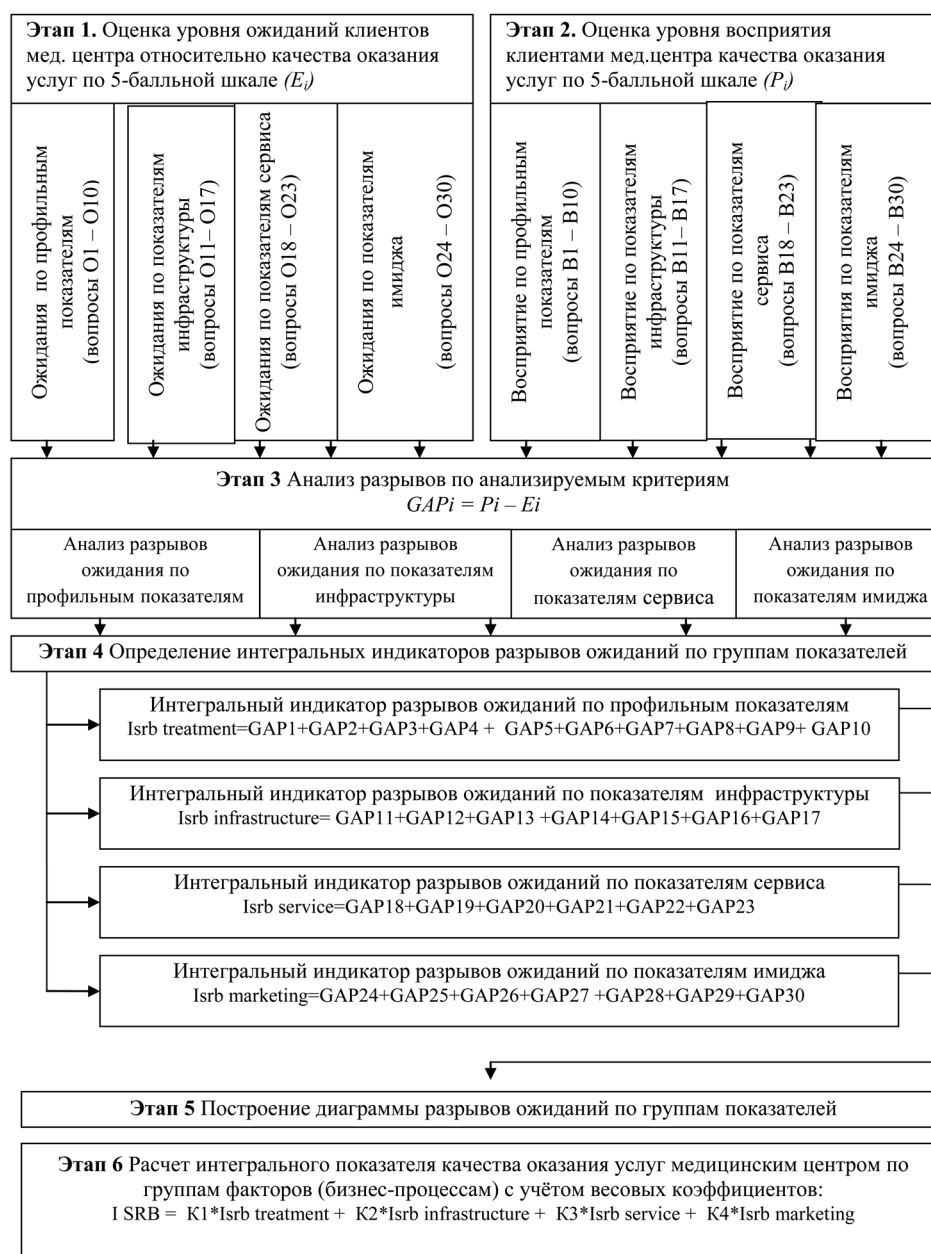 Этап 1. Оценка уровня ожиданий клиентов
мед. центра относительно качества оказания
услуг по 5-балльной шкале (Ei)
Этап 2. Оценка уровня восприятия
клиентами мед.центра качества оказания
услуг по 5-балльной шкале (Pi)
Ожидания по профильным
показателям
(вопросы О1 – О10)
Ожидания по показателям
инфраструктуры
(вопросы О11– О17)
Ожидания по показателям сервиса
(вопросы О18 – О23)
Ожидания по показателям
имиджа
(вопросы О24 – О30)
Восприятие по профильным
показателям
(вопросы В1 – В10)
Восприятие по показателям
инфраструктуры
(вопросы В11– В17)
Восприятие по показателям
сервиса
(вопросы В18 – В23)
Восприятия по показателям
имиджа
(вопросы В24 – В30)
Этап 3 Анализ разрывов по анализируемым критериям
GAPi = Pi – Ei
Анализ разрывов
ожидания по
профильным показателям
Анализ разрывов
ожидания по показателям
инфраструктуры
Анализ разрывов
ожидания по
показателям сервиса
Анализ разрывов
ожидания по
показателям имиджа
Этап 4 Определение интегральных индикаторов разрывов ожиданий по группам показателей
Интегральный индикатор разрывов ожиданий по профильным показателям
Isrb treatment=GAP1+GAP2+GAP3+GAP4 + GAP5+GAP6+GAP7+GAP8+GAP9+ GAP10
Интегральный индикатор разрывов ожиданий по показателям инфраструктуры
Isrb infrastructure= GAP11+GAP12+GAP13 +GAP14+GAP15+GAP16+GAP17
Интегральный индикатор разрывов ожиданий по показателям сервиса
Isrb service=GAP18+GAP19+GAP20+GAP21+GAP22+GAP23
Интегральный индикатор разрывов ожиданий по показателям имиджа
Isrb marketing=GAP24+GAP25+GAP26+GAP27 +GAP28+GAP29+GAP30
Этап 5 Построение диаграммы разрывов ожиданий по группам показателей
Этап 6 Расчет интегрального показателя качества оказания услуг медицинским центром по
группам факторов (бизнес-процессам) с учётом весовых коэффициентов:
I SRB = К1*Isrb treatment + К2*Isrb infrastructure + К3*Isrb service + К4*Isrb marketing